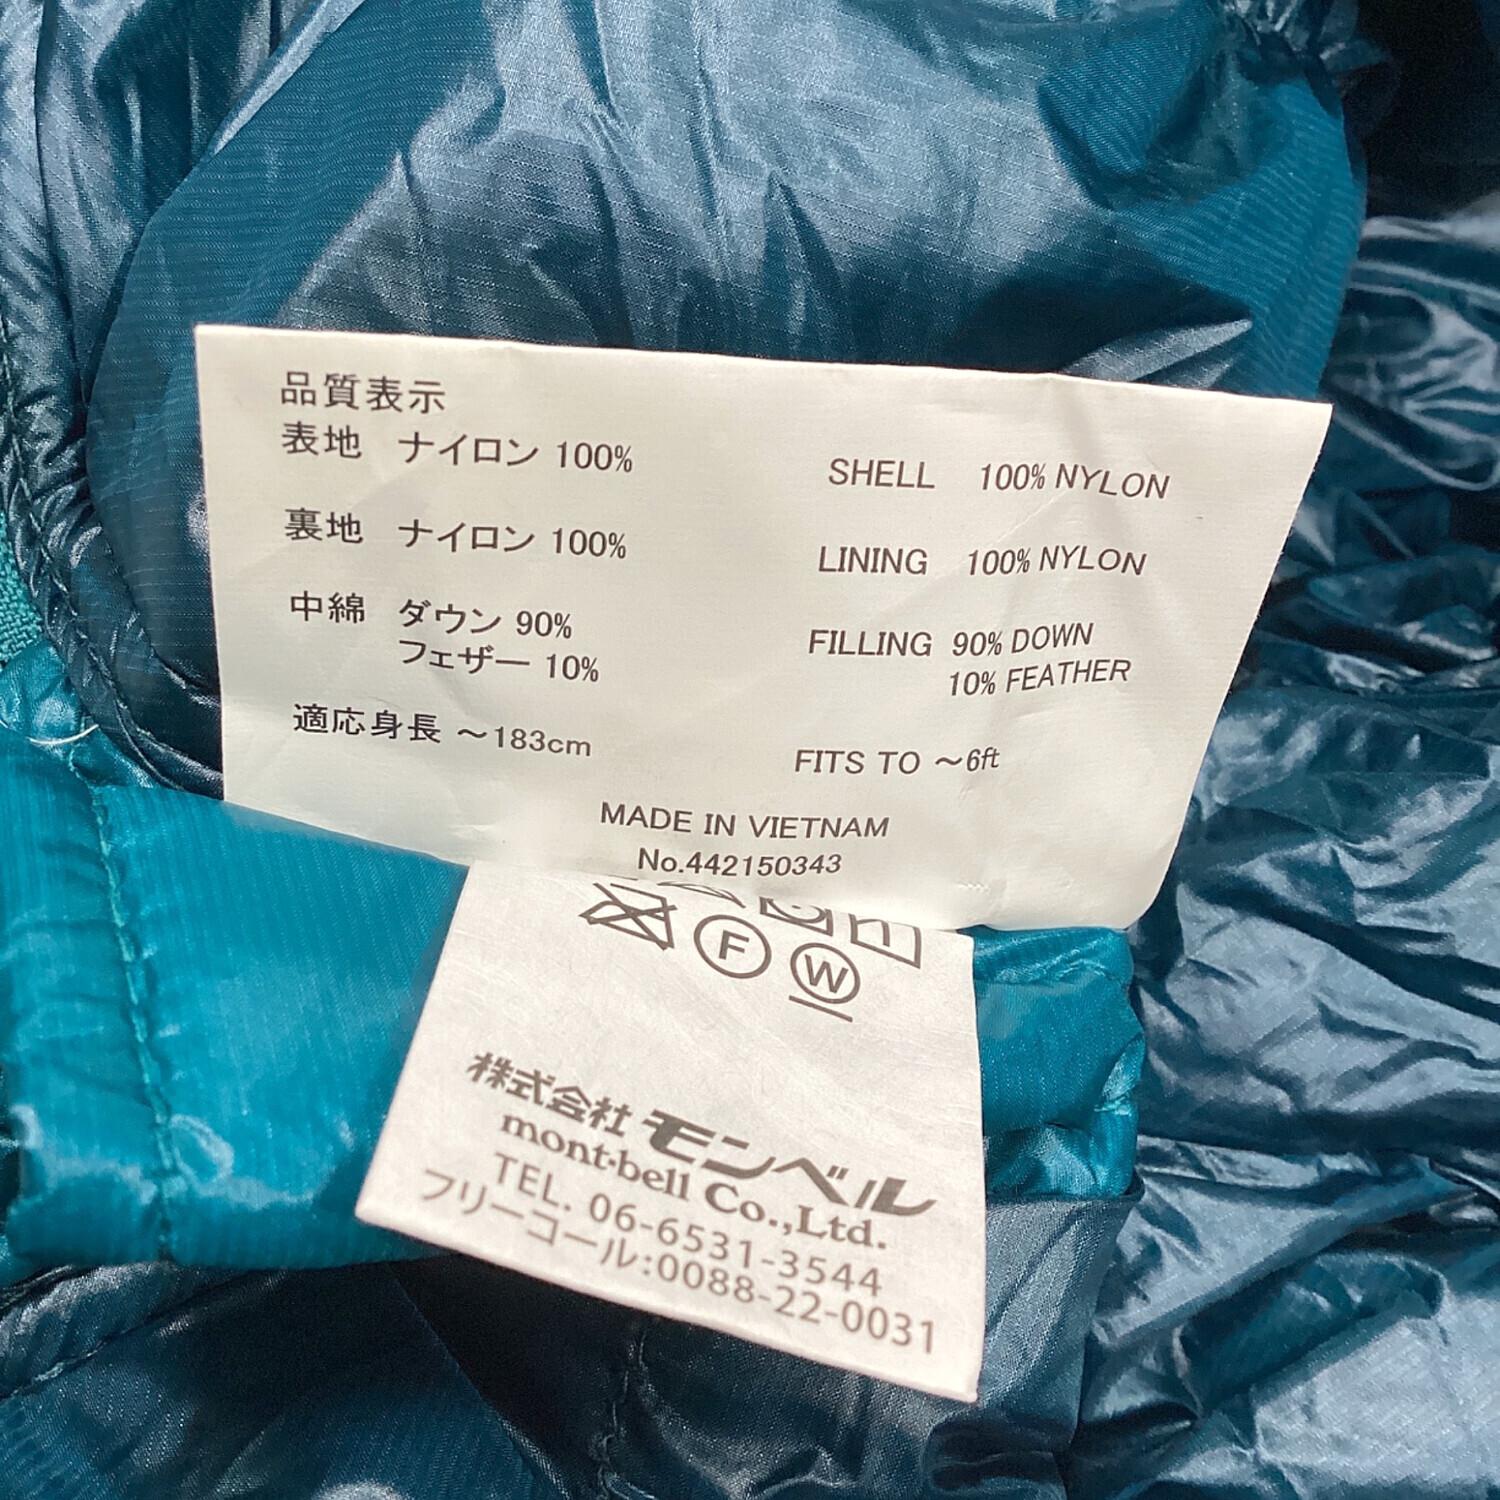 品質表示
表地 ナイロン 100%
裏地 ナイロン 100%
中綿 ダウン 90%
フェザー 10%
適応身長 ～183cm
SHELL 100% NYLON
LINING 100% NYLON
FILLING 90% DOWN
10% FEATHER
FITS TO ～6ft
MADE IN VIETNAM
No.442150343
F W
株式会社 モンベル
mont-bell Co.,Ltd.
TEL. 06-6531-3544
フリーコール:0088-22-0031